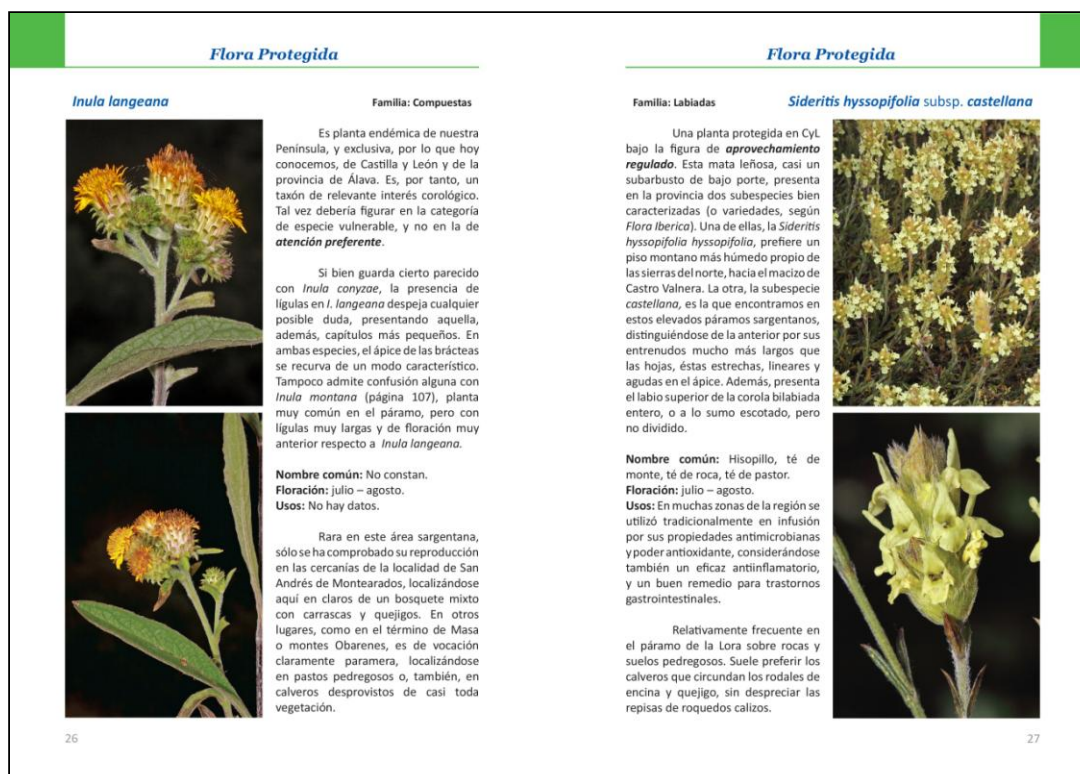 Flora Protegida
Inula langeana
Familia: Compuestas
Es planta endémica de nuestra
Península, y exclusiva, por lo que hoy
conocemos, de Castilla y León y de la
provincia de Álava. Es, por tanto, un
taxón de relevante interés corológico.
Tal vez debería figurar en la categoría
de especie vulnerable, y no en la de
atención preferente.
Si bien guarda cierto parecido
con Inula conyzae, la presencia de
lígulas en I. langeana despeja cualquier
posible duda, presentando aquella,
además, capítulos más pequeños. En
ambas especies, el ápice de las brácteas
se recurva de un modo característico.
Tampoco admite confusión alguna con
Inula montana (página 107), planta
muy común en el páramo, pero con
lígulas muy largas y de floración muy
anterior respecto a Inula langeana.
Nombre común: No constan.
Floración: julio – agosto.
Usos: No hay datos.
Rara en este área sargentana,
sólo se ha comprobado su reproducción
en las cercanías de la localidad de San
Andrés de Montearados, localizándose
aquí en claros de un bosquete mixto
con carrascas y quejigos. En otros
lugares, como en el término de Masa
o montes Obarenes, es de vocación
claramente paramera, localizándose
en pastos pedregosos o, también, en
calveros desprovistos de casi toda
vegetación.
26
Flora Protegida
Familia: Labiadas
Sideritis hyssopifolia subsp. castellana
Una planta protegida en CyL
bajo la figura de aprovechamiento
regulado. Esta mata leñosa, casi un
subarbusto de bajo porte, presenta
en la provincia dos subespecies bien
caracterizadas (o variedades, según
Flora Iberica). Una de ellas, la Sideritis
hyssopifolia hyssopifolia, prefiere un
piso montano más húmedo propio de
las sierras del norte, hacia el macizo de
Castro Valnera. La otra, la subespecie
castellana, es la que encontramos en
estos elevados páramos sargentanos,
distinguiéndose de la anterior por sus
entrenudos mucho más largos que
las hojas, éstas estrechas, lineares y
agudas en el ápice. Además, presenta
el labio superior de la corola bilabiada
entero, o a lo sumo escotado, pero
no dividido.
Nombre común: Hisopillo, té de
monte, té de roca, té de pastor.
Floración: julio – agosto.
Usos: En muchas zonas de la región se
utilizó tradicionalmente en infusión
por sus propiedades antimicrobianas
y poder antioxidante, considerándose
también un eficaz antiinflamatorio,
y un buen remedio para trastornos
gastrointestinales.
Relativamente frecuente en
el páramo de la Lora sobre rocas y
suelos pedregosos. Suele preferir los
calveros que circundan los rodales de
encina y quejigo, sin despreciar las
repisas de roquedos calizos.
27